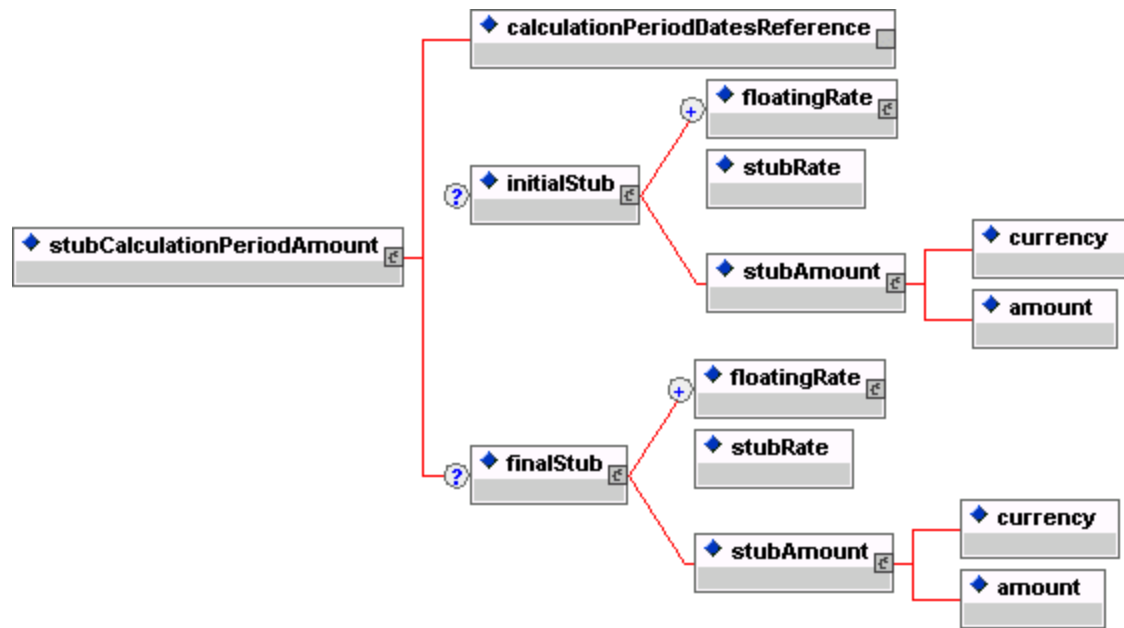 calculationPeriodDatesReference
floatingRate
+
initialStub
?
stubRate
stubCalculationPeriodAmount
stubAmount
currency
amount
floatingRate
+
finalStub
?
stubRate
stubAmount
currency
amount